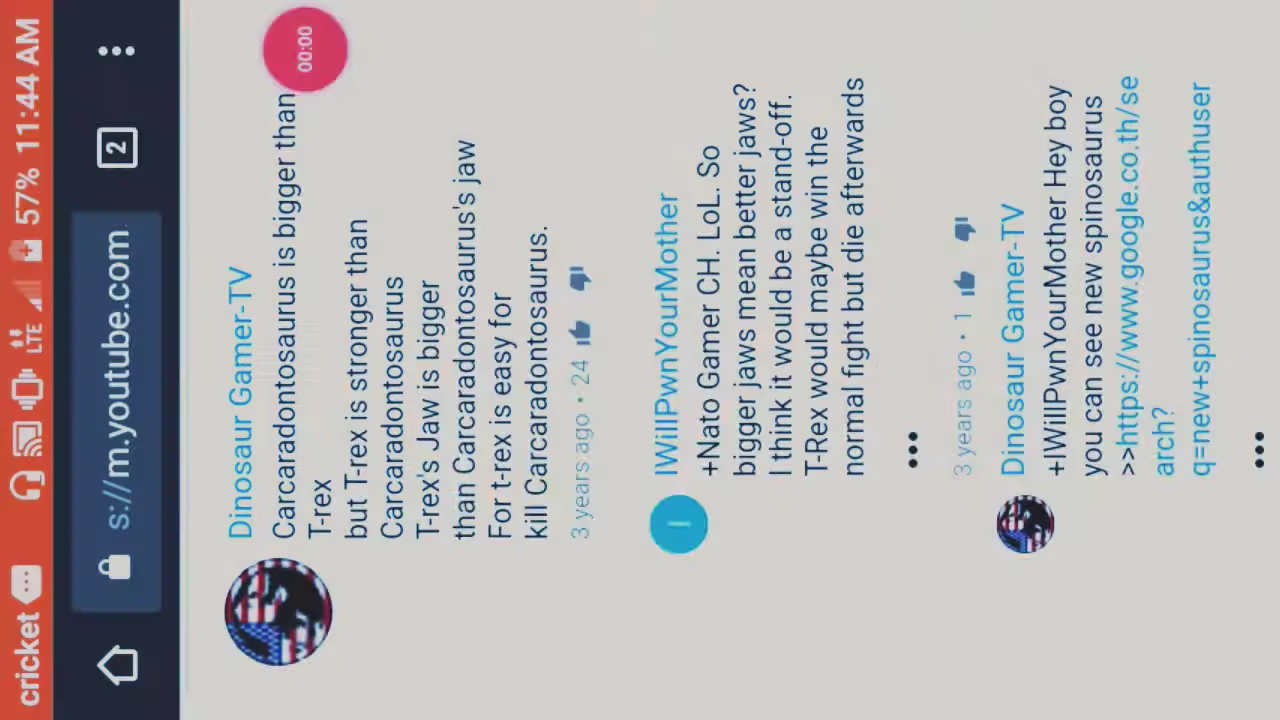 cricket LTE 57% 11:44 AM
s://m.youtube.com 2
00:00
Dinosaur Gamer-TV
Carcaradontosaurus is bigger than
T-rex
but T-rex is stronger than
Carcaradontosaurus
T-rex's Jaw is bigger
than Carcaradontosaurus's jaw
For t-rex is easy for
kill Carcaradontosaurus.
3 years ago • 24
I
IWillPwnYourMother
+Nato Gamer CH. LoL. So
bigger jaws mean better jaws?
I think it would be a stand-off.
T-Rex would maybe win the
normal fight but die afterwards
3 years ago • 1
Dinosaur Gamer-TV
+IWillPwnYourMother Hey boy
you can see new spinosaurus
>>https://www.google.co.th/se
arch?
q=new+spinosaurus&authuser